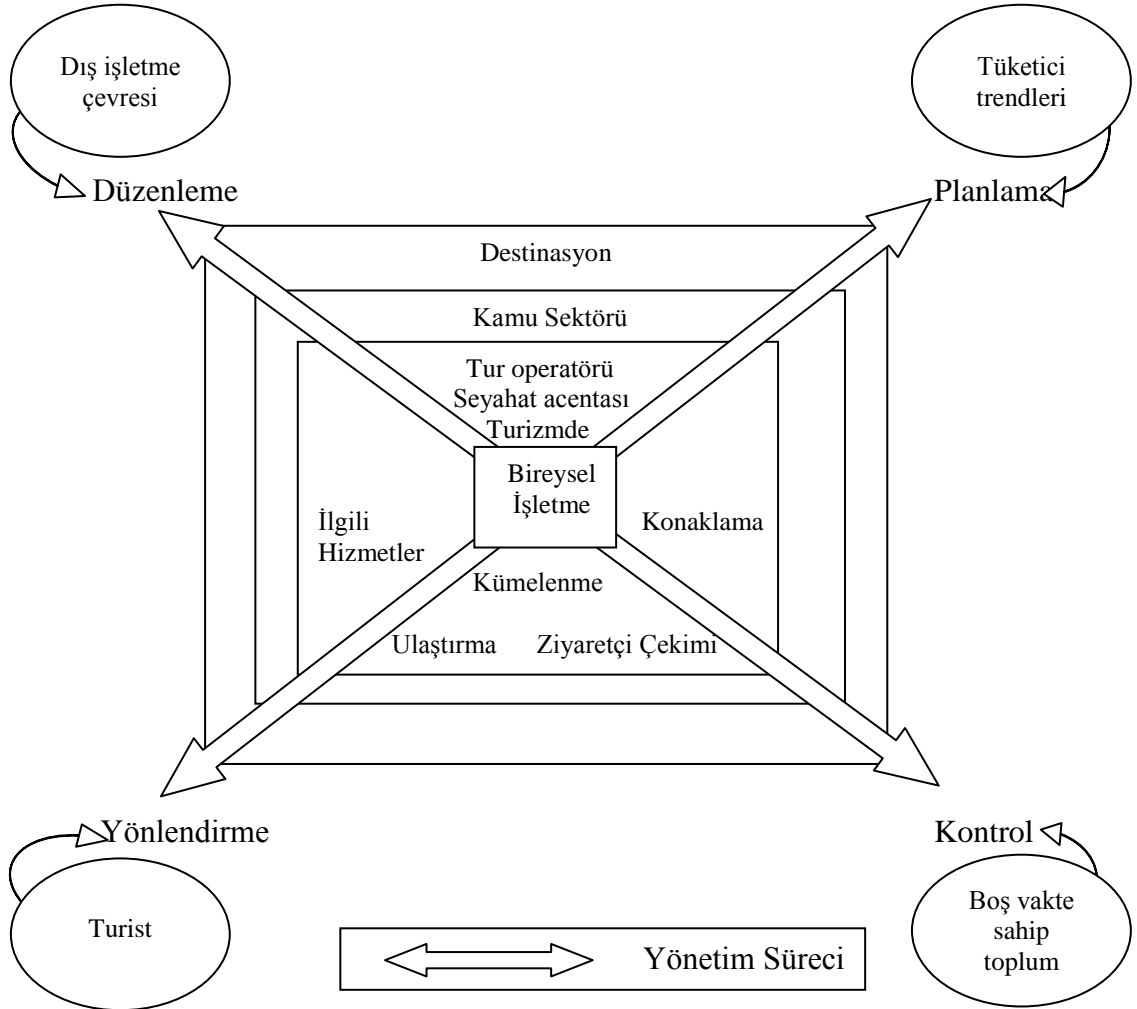 Dış işletme
çevresi
Tüketici
trendleri
Düzenleme
Planlama
Destinasyon
Kamu Sektörü
Tur operatörü
Seyahat acentası
Turizmde
Bireysel
İşletme
İlgili
Hizmetler
Konaklama
Kümelenme
Ulaştırma
Ziyaretçi Çekimi
Yönlendirme
Kontrol
Turist
Boş vakte
sahip
toplum
Yönetim Süreci